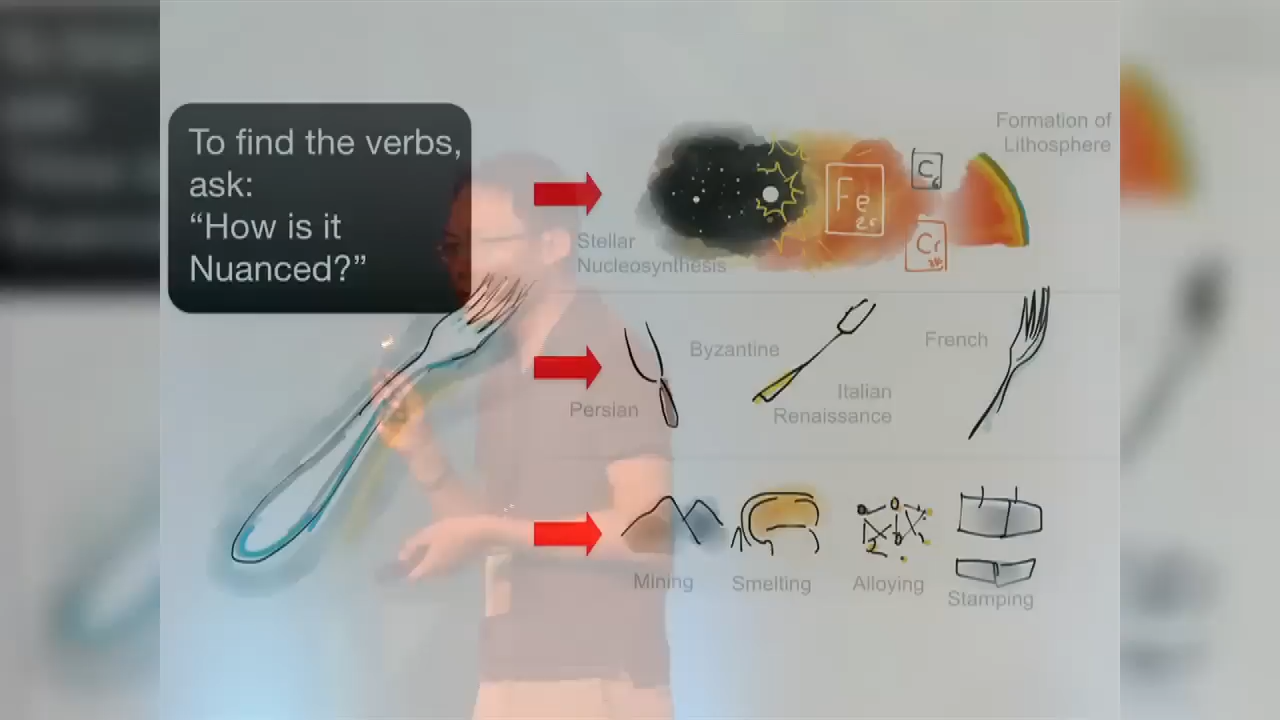 To find the verbs,
ask:
“How is it
Nuanced?”
Formation of
Lithosphere
Fe
C
6
Cr
Stellar
Nucleosynthesis
Byzantine
French
Persian
Italian
Renaissance
Mining
Smelting
Alloying
Stamping